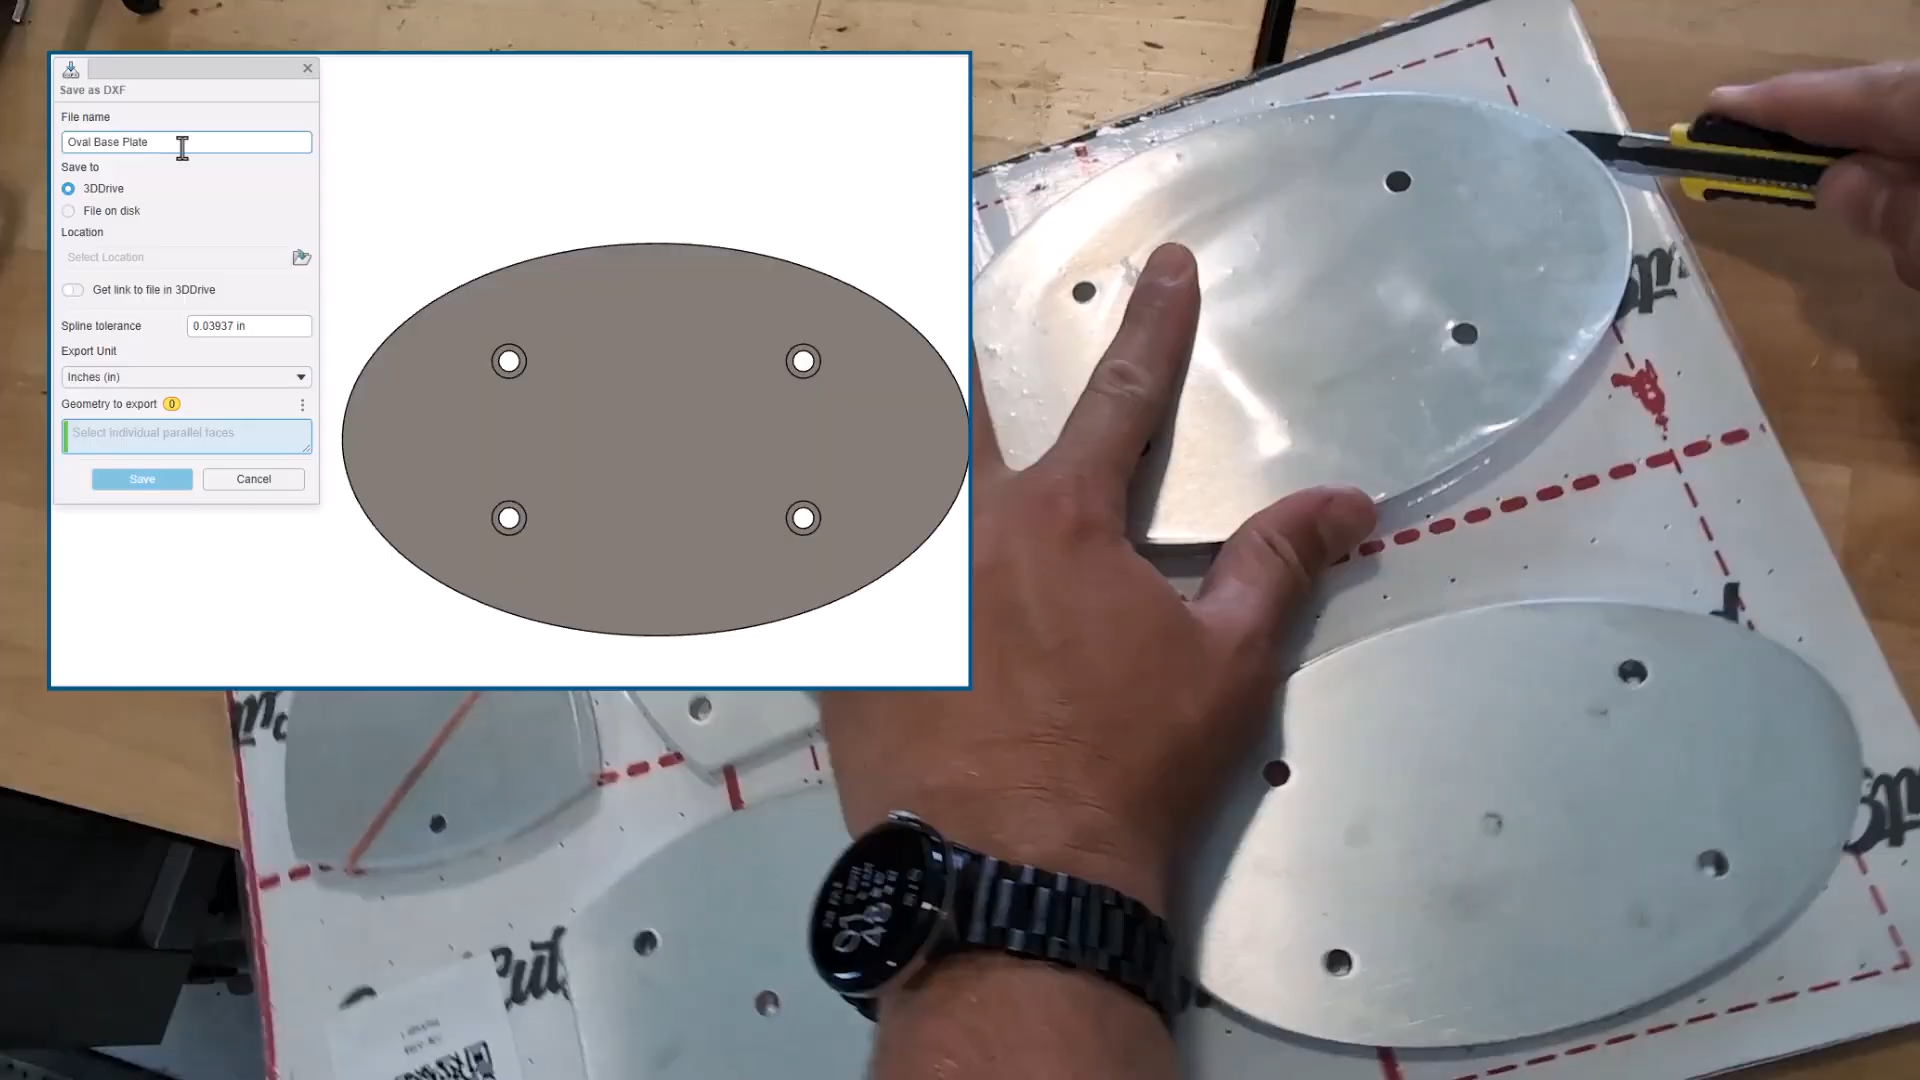 Save as DXF
File name
Oval Base Plate
Save to
3DDrive
File on disk
Location
Select Location
Get link to file in 3DDrive
Spline tolerance
0.03937 in
Export Unit
Inches (in)
Geometry to export 0
Select individual parallel faces
Save
Cancel
Cut